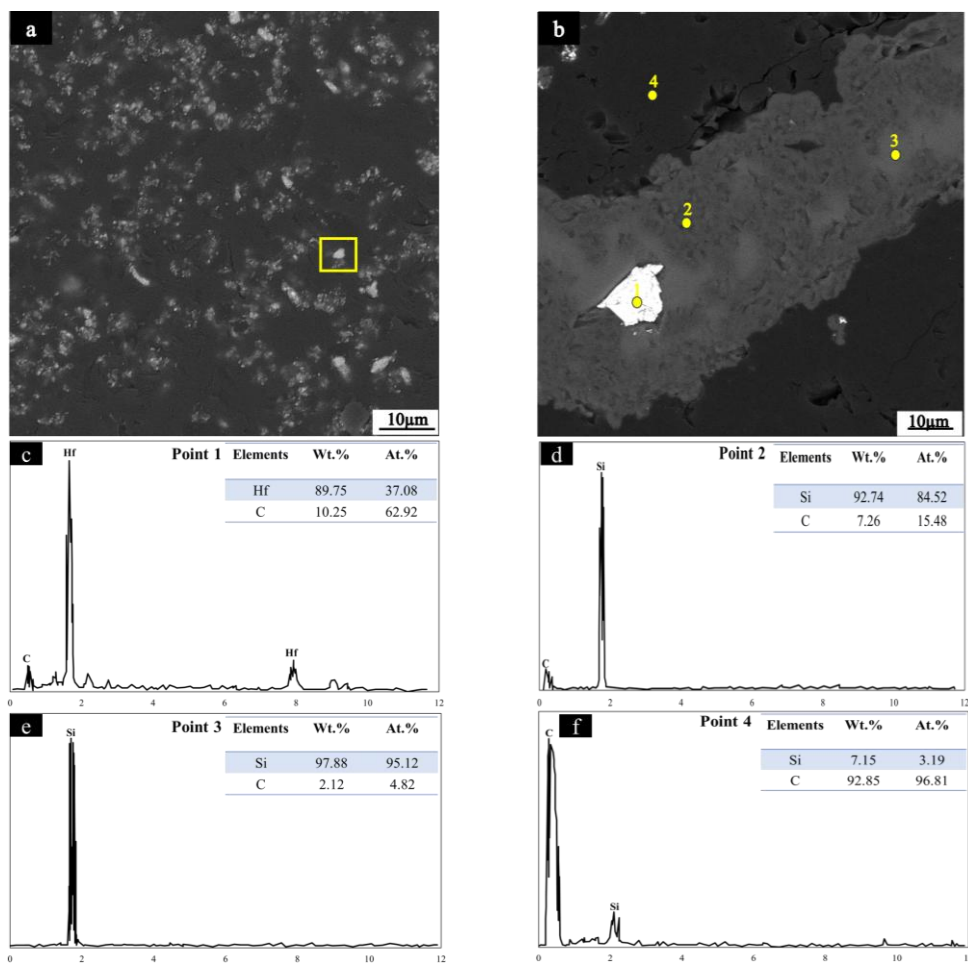 a
b
4
3
2
1
10µm
10µm
c
Hf
Point 1
Elements Wt.% At.%
Hf 89.75 37.08
C 10.25 62.92
C
Hf
0 2 4 6 8 10 12
d
Si
Point 2
Elements Wt.% At.%
Si 92.74 84.52
C 7.26 15.48
C
0 2 4 6 8 10 12
e
Si
Point 3
Elements Wt.% At.%
Si 97.88 95.12
C 2.12 4.82
0 2 4 6 8 10 12
f
C
Point 4
Elements Wt.% At.%
Si 7.15 3.19
C 92.85 96.81
Si
0 2 4 6 8 10 12